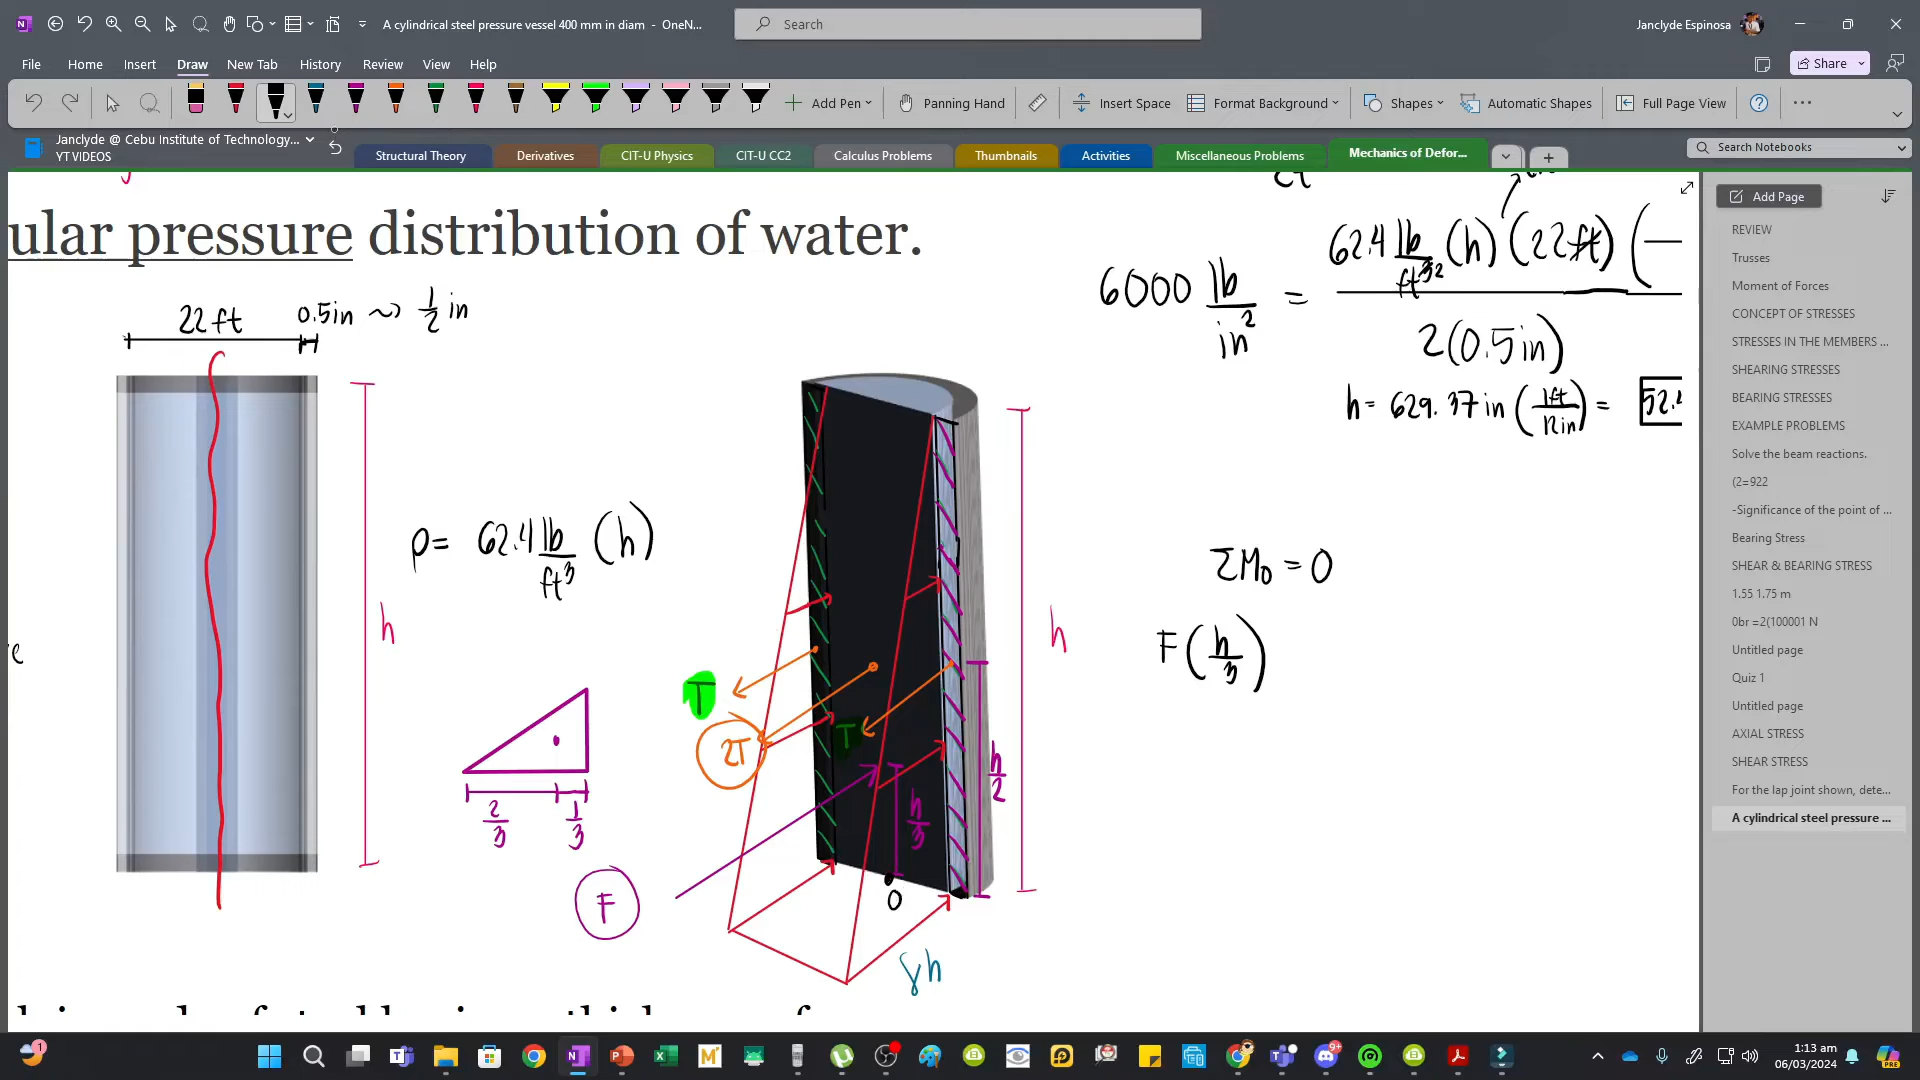 A cylindrical steel pressure vessel 400 mm in diam - OneN...
Search
Janclyde Espinosa
File Home Insert Draw New Tab History Review View Help
Share
Add Pen
Panning Hand
Insert Space
Format Background
Shapes
Automatic Shapes
Full Page View
Janclyde @ Cebu Institute of Technology...
YT VIDEOS
Structural Theory
Derivatives
CIT-U Physics
CIT-U CC2
Calculus Problems
Thumbnails
Activities
Miscellaneous Problems
Mechanics of Defor...
Search Notebooks
ular pressure distribution of water.
22 ft
0.5in ~> 1/2 in
h
ρ = 62.4 lb/ft³ (h)
2/3 1/3
T
2T
T
F
h/3
h/2
O
h
γh
6000 lb/in² = 62.4 lb/ft³² (h) (22ft) ( / 2(0.5in)
h = 629.37 in (1ft/12in) =
ΣM₀ = 0
F(h/3)
Add Page
REVIEW
Trusses
Moment of Forces
CONCEPT OF STRESSES
STRESSES IN THE MEMBERS ...
SHEARING STRESSES
BEARING STRESSES
EXAMPLE PROBLEMS
Solve the beam reactions.
(2=922
-Significance of the point of ...
Bearing Stress
SHEAR & BEARING STRESS
1.55 1.75 m
0br =2(100001 N
Untitled page
Quiz 1
Untitled page
AXIAL STRESS
SHEAR STRESS
For the lap joint shown, dete...
A cylindrical steel pressure ...
1
9+
1:13 am
06/03/2024